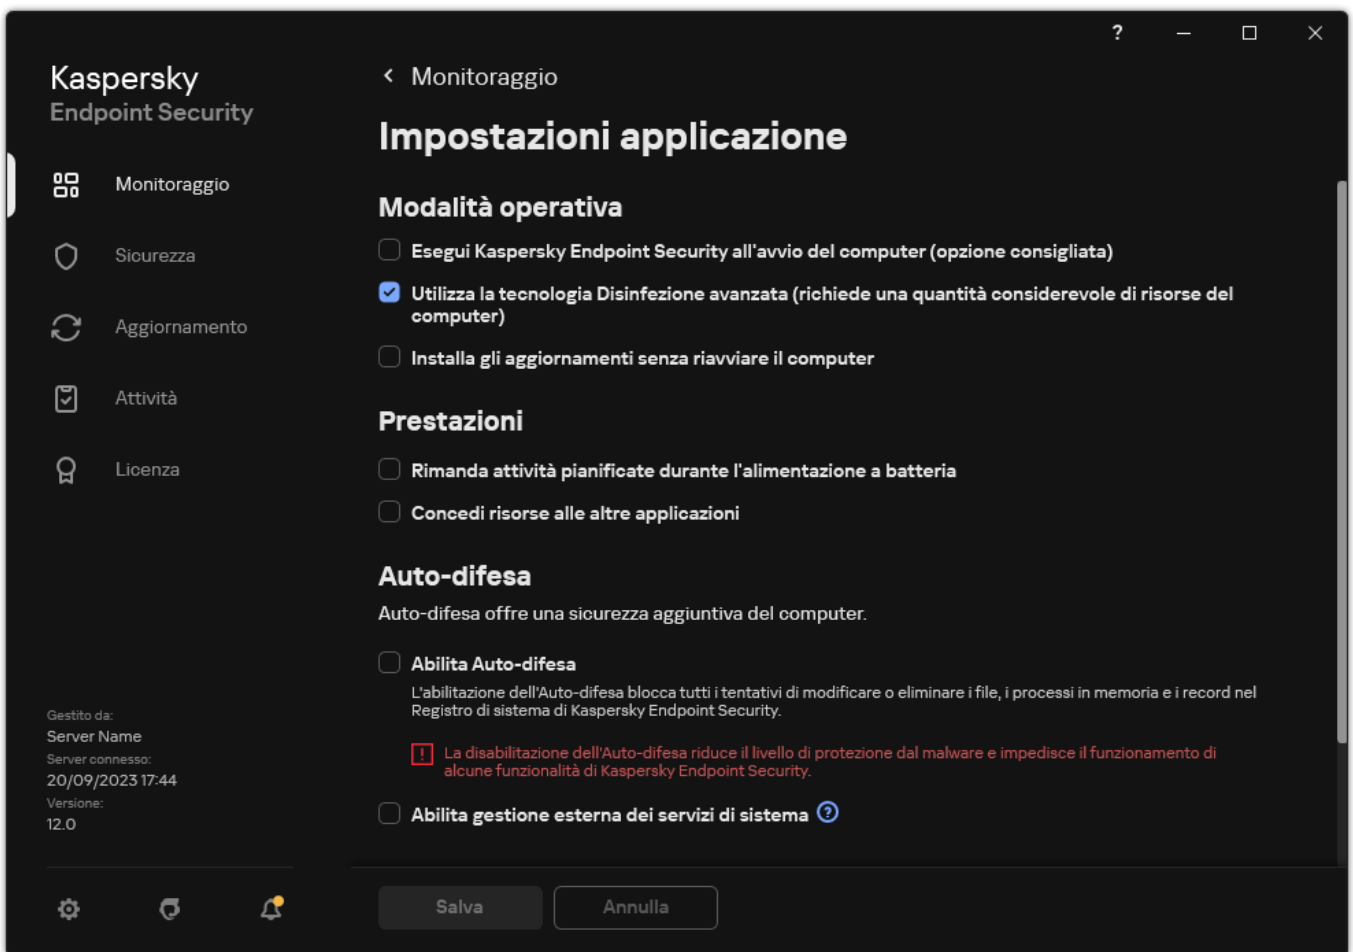 ?
Kaspersky
Endpoint Security
Monitoraggio
Sicurezza
Aggiornamento
Attività
Licenza
Gestito da:
Server Name
Server connesso:
20/09/2023 17:44
Versione:
12.0
Monitoraggio
Impostazioni applicazione
Modalità operativa
Esegui Kaspersky Endpoint Security all'avvio del computer (opzione consigliata)
Utilizza la tecnologia Disinfezione avanzata (richiede una quantità considerevole di risorse del
computer)
Installa gli aggiornamenti senza riavviare il computer
Prestazioni
Rimanda attività pianificate durante l'alimentazione a batteria
Concedi risorse alle altre applicazioni
Auto-difesa
Auto-difesa offre una sicurezza aggiuntiva del computer.
Abilita Auto-difesa
L'abilitazione dell'Auto-difesa blocca tutti i tentativi di modificare o eliminare i file, i processi in memoria e i record nel
Registro di sistema di Kaspersky Endpoint Security.
La disabilitazione dell'Auto-difesa riduce il livello di protezione dal malware e impedisce il funzionamento di
alcune funzionalità di Kaspersky Endpoint Security.
Abilita gestione esterna dei servizi di sistema ?
Salva
Annulla